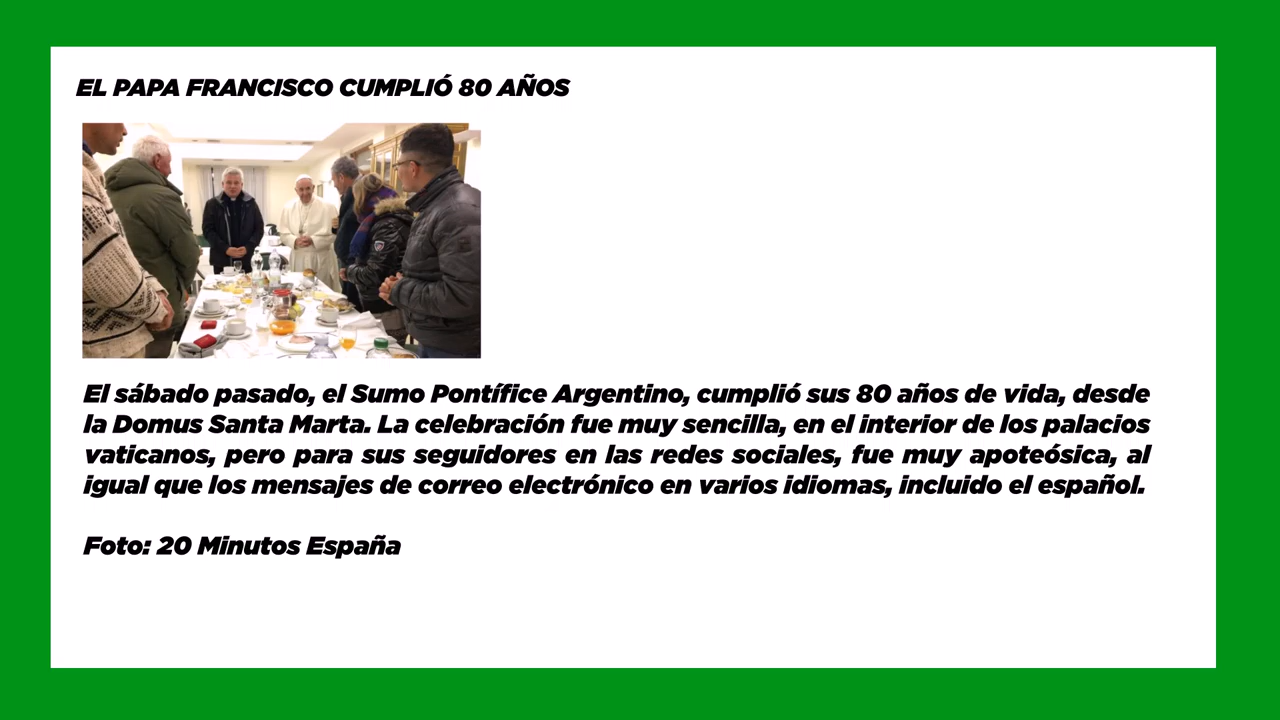 EL PAPA FRANCISCO CUMPLIÓ 80 AÑOS
El sábado pasado, el Sumo Pontífice Argentino, cumplió sus 80 años de vida, desde
la Domus Santa Marta. La celebración fue muy sencilla, en el interior de los palacios
vaticanos, pero para sus seguidores en las redes sociales, fue muy apoteósica, al
igual que los mensajes de correo electrónico en varios idiomas, incluido el español.
Foto: 20 Minutos España